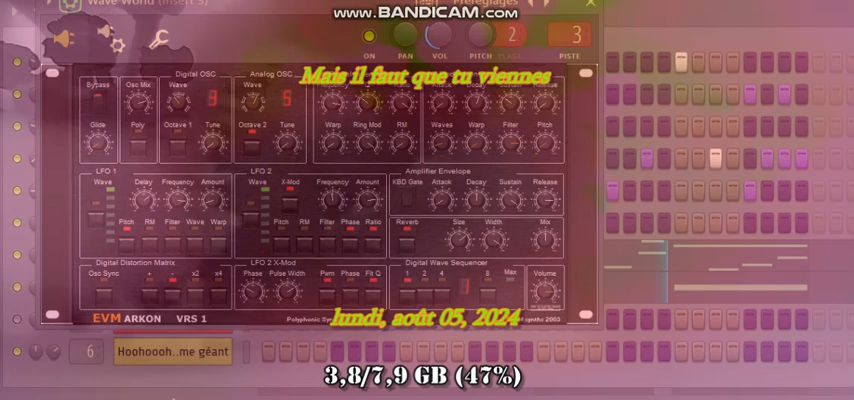 www.BANDICAM.com
Wave World (Insert 5)
Préréglages
2
3
ON PAN VOL PITCH PLAGE PISTE
Mais il faut que tu viennes
Digital OSC Analog OSC
Bypass Osc Mix Wave 3 Wave 5
Glide Poly Octave 1 Tune Octave 2 Tune Warp Ring Mod RM Waves Warp Filter Pitch
LFO 1 LFO 2 Amplifier Envelope
Wave Delay Frequency Amount Wave X-Mod Frequency Amount KBD Gate Attack Decay Sustain Release
Pitch RM Filter Wave Warp Pitch RM Filter Phase Ratio Reverb Size Width Mix
Digital Distortion Matrix LFO 2 X-Mod Digital Wave Sequencer
Osc Sync + - x2 x4 Phase Pulse Width Pwm Phase Flt Q 1 2 4 8 Max Volume
EVM ARKON VRS 1 Polyphonic
synths 2003
lundi, août 05, 2024
6 Hoohoooh..me géant
3,8/7,9 GB (47%)